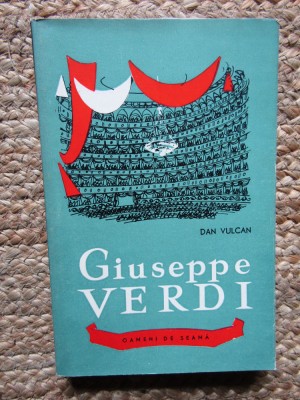 DAN VULCAN
Giuseppe
VERDI
OAMENI DE SEAMĂ